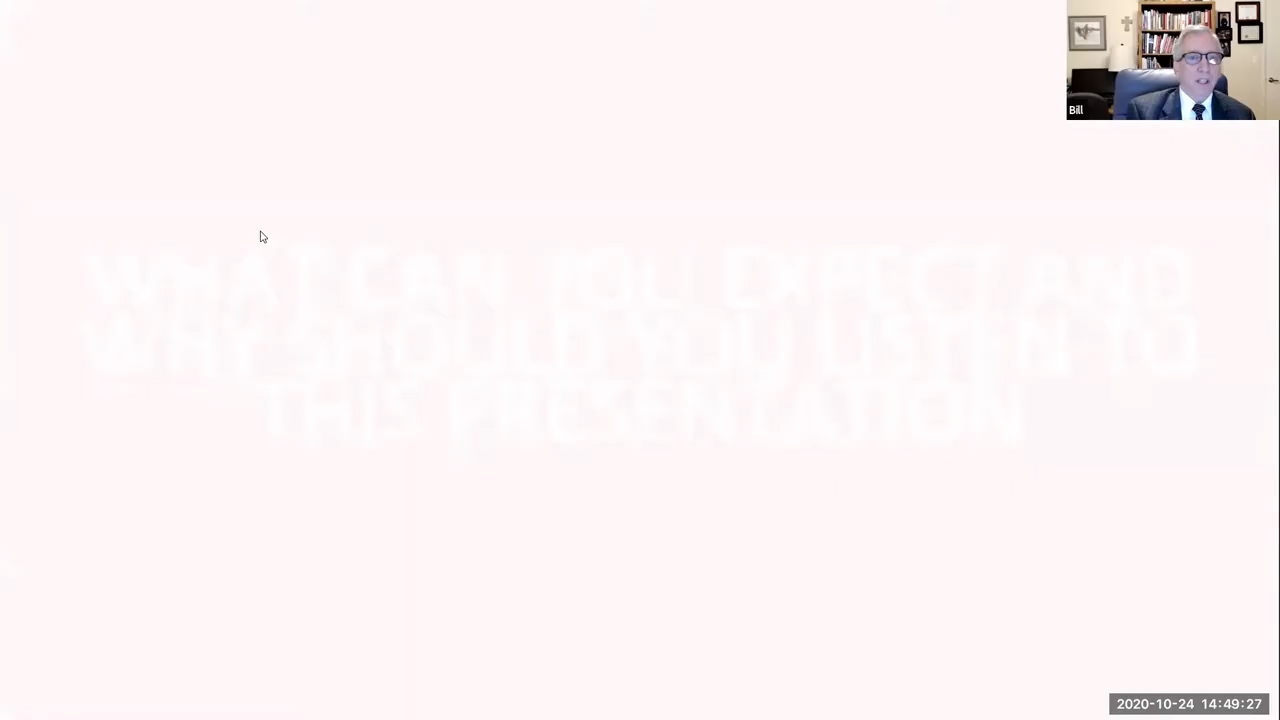 Bill
WHAT CAN YOU EXPECT AND
WHY SHOULD YOU LISTEN TO
THIS PRESENTATION
2020-10-24 14:49:27